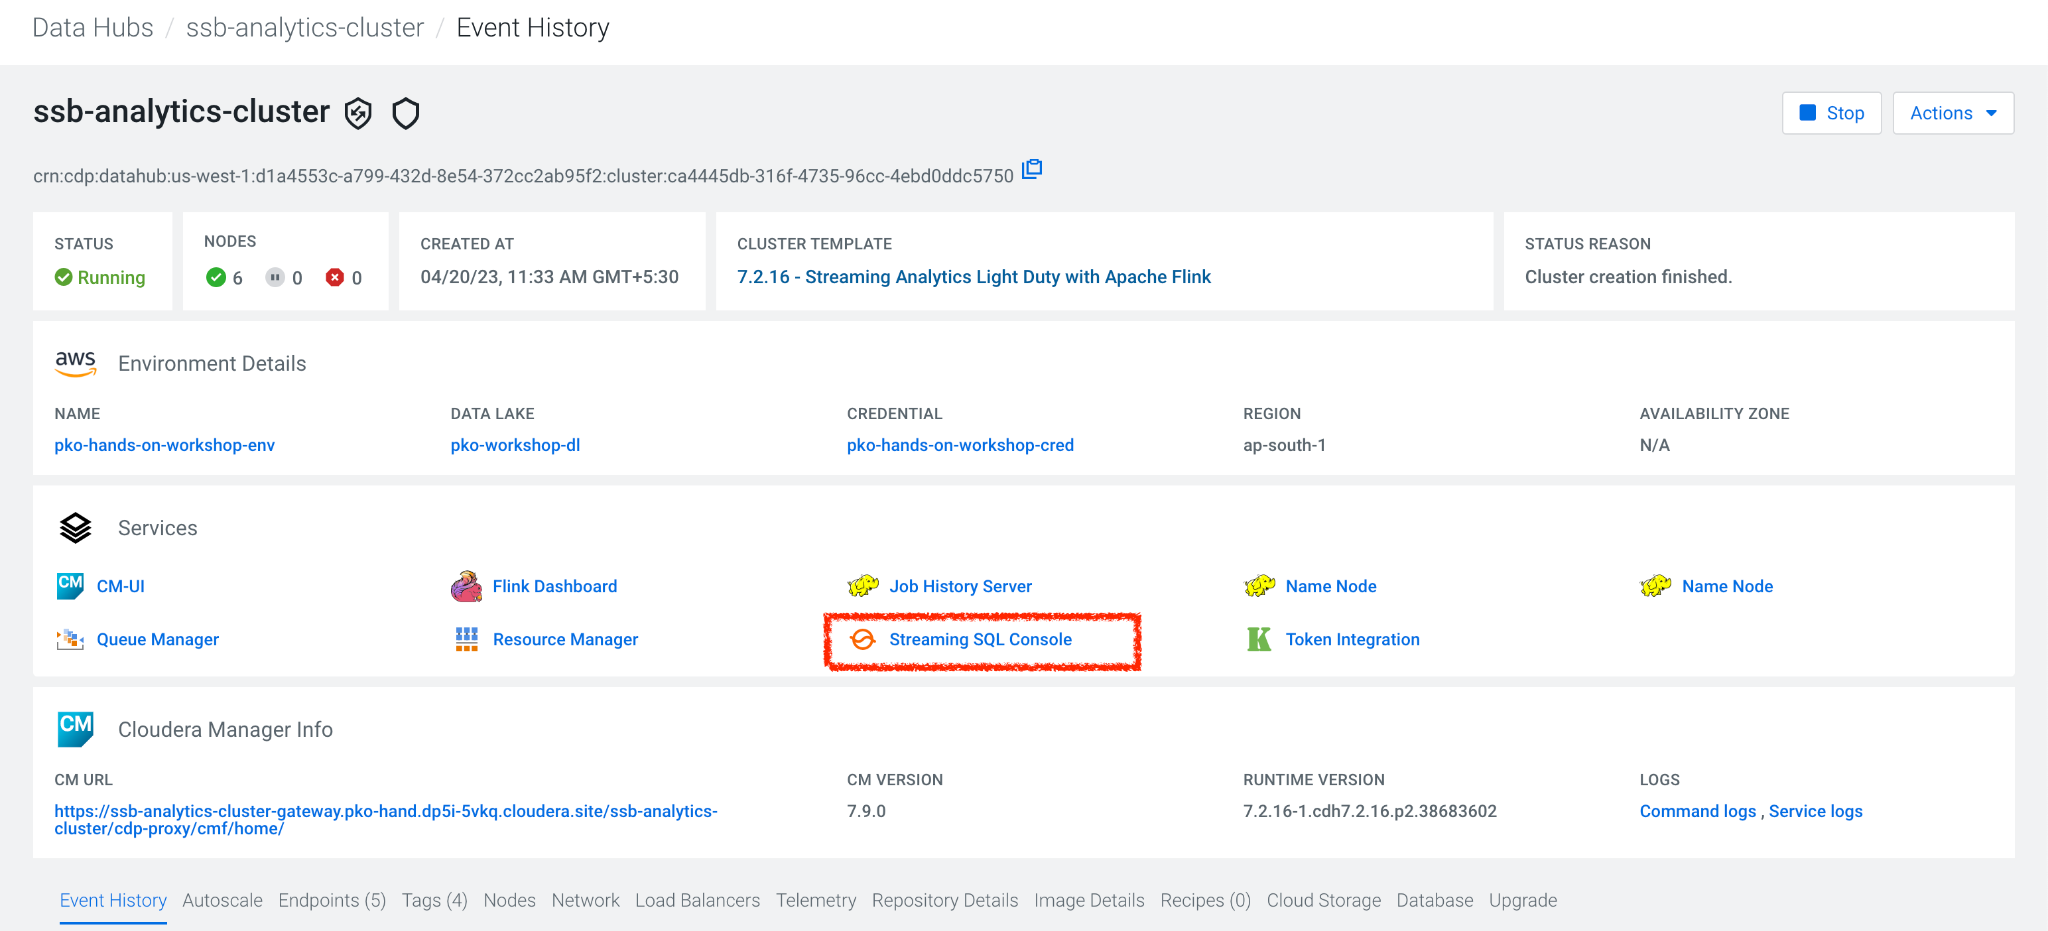 Data Hubs / ssb-analytics-cluster / Event History
ssb-analytics-cluster
Stop
Actions
crn:cdp:datahub:us-west-1:d1a4553c-a799-432d-8e54-372cc2ab95f2:cluster:ca4445db-316f-4735-96cc-4ebd0ddc5750
STATUS
Running
NODES
6 0 0
CREATED AT
04/20/23, 11:33 AM GMT+5:30
CLUSTER TEMPLATE
7.2.16 - Streaming Analytics Light Duty with Apache Flink
STATUS REASON
Cluster creation finished.
aws Environment Details
NAME
pko-hands-on-workshop-env
DATA LAKE
pko-workshop-dl
CREDENTIAL
pko-hands-on-workshop-cred
REGION
ap-south-1
AVAILABILITY ZONE
N/A
Services
CM CM-UI
Flink Dashboard
Job History Server
Name Node
Name Node
Queue Manager
Resource Manager
Streaming SQL Console
K Token Integration
CM Cloudera Manager Info
CM URL
https://ssb-analytics-cluster-gateway.pko-hand.dp5i-5vkq.cloudera.site/ssb-analytics-
cluster/cdp-proxy/cmf/home/
CM VERSION
7.9.0
RUNTIME VERSION
7.2.16-1.cdh7.2.16.p2.38683602
LOGS
Command logs , Service logs
Event History Autoscale Endpoints (5) Tags (4) Nodes Network Load Balancers Telemetry Repository Details Image Details Recipes (0) Cloud Storage Database Upgrade